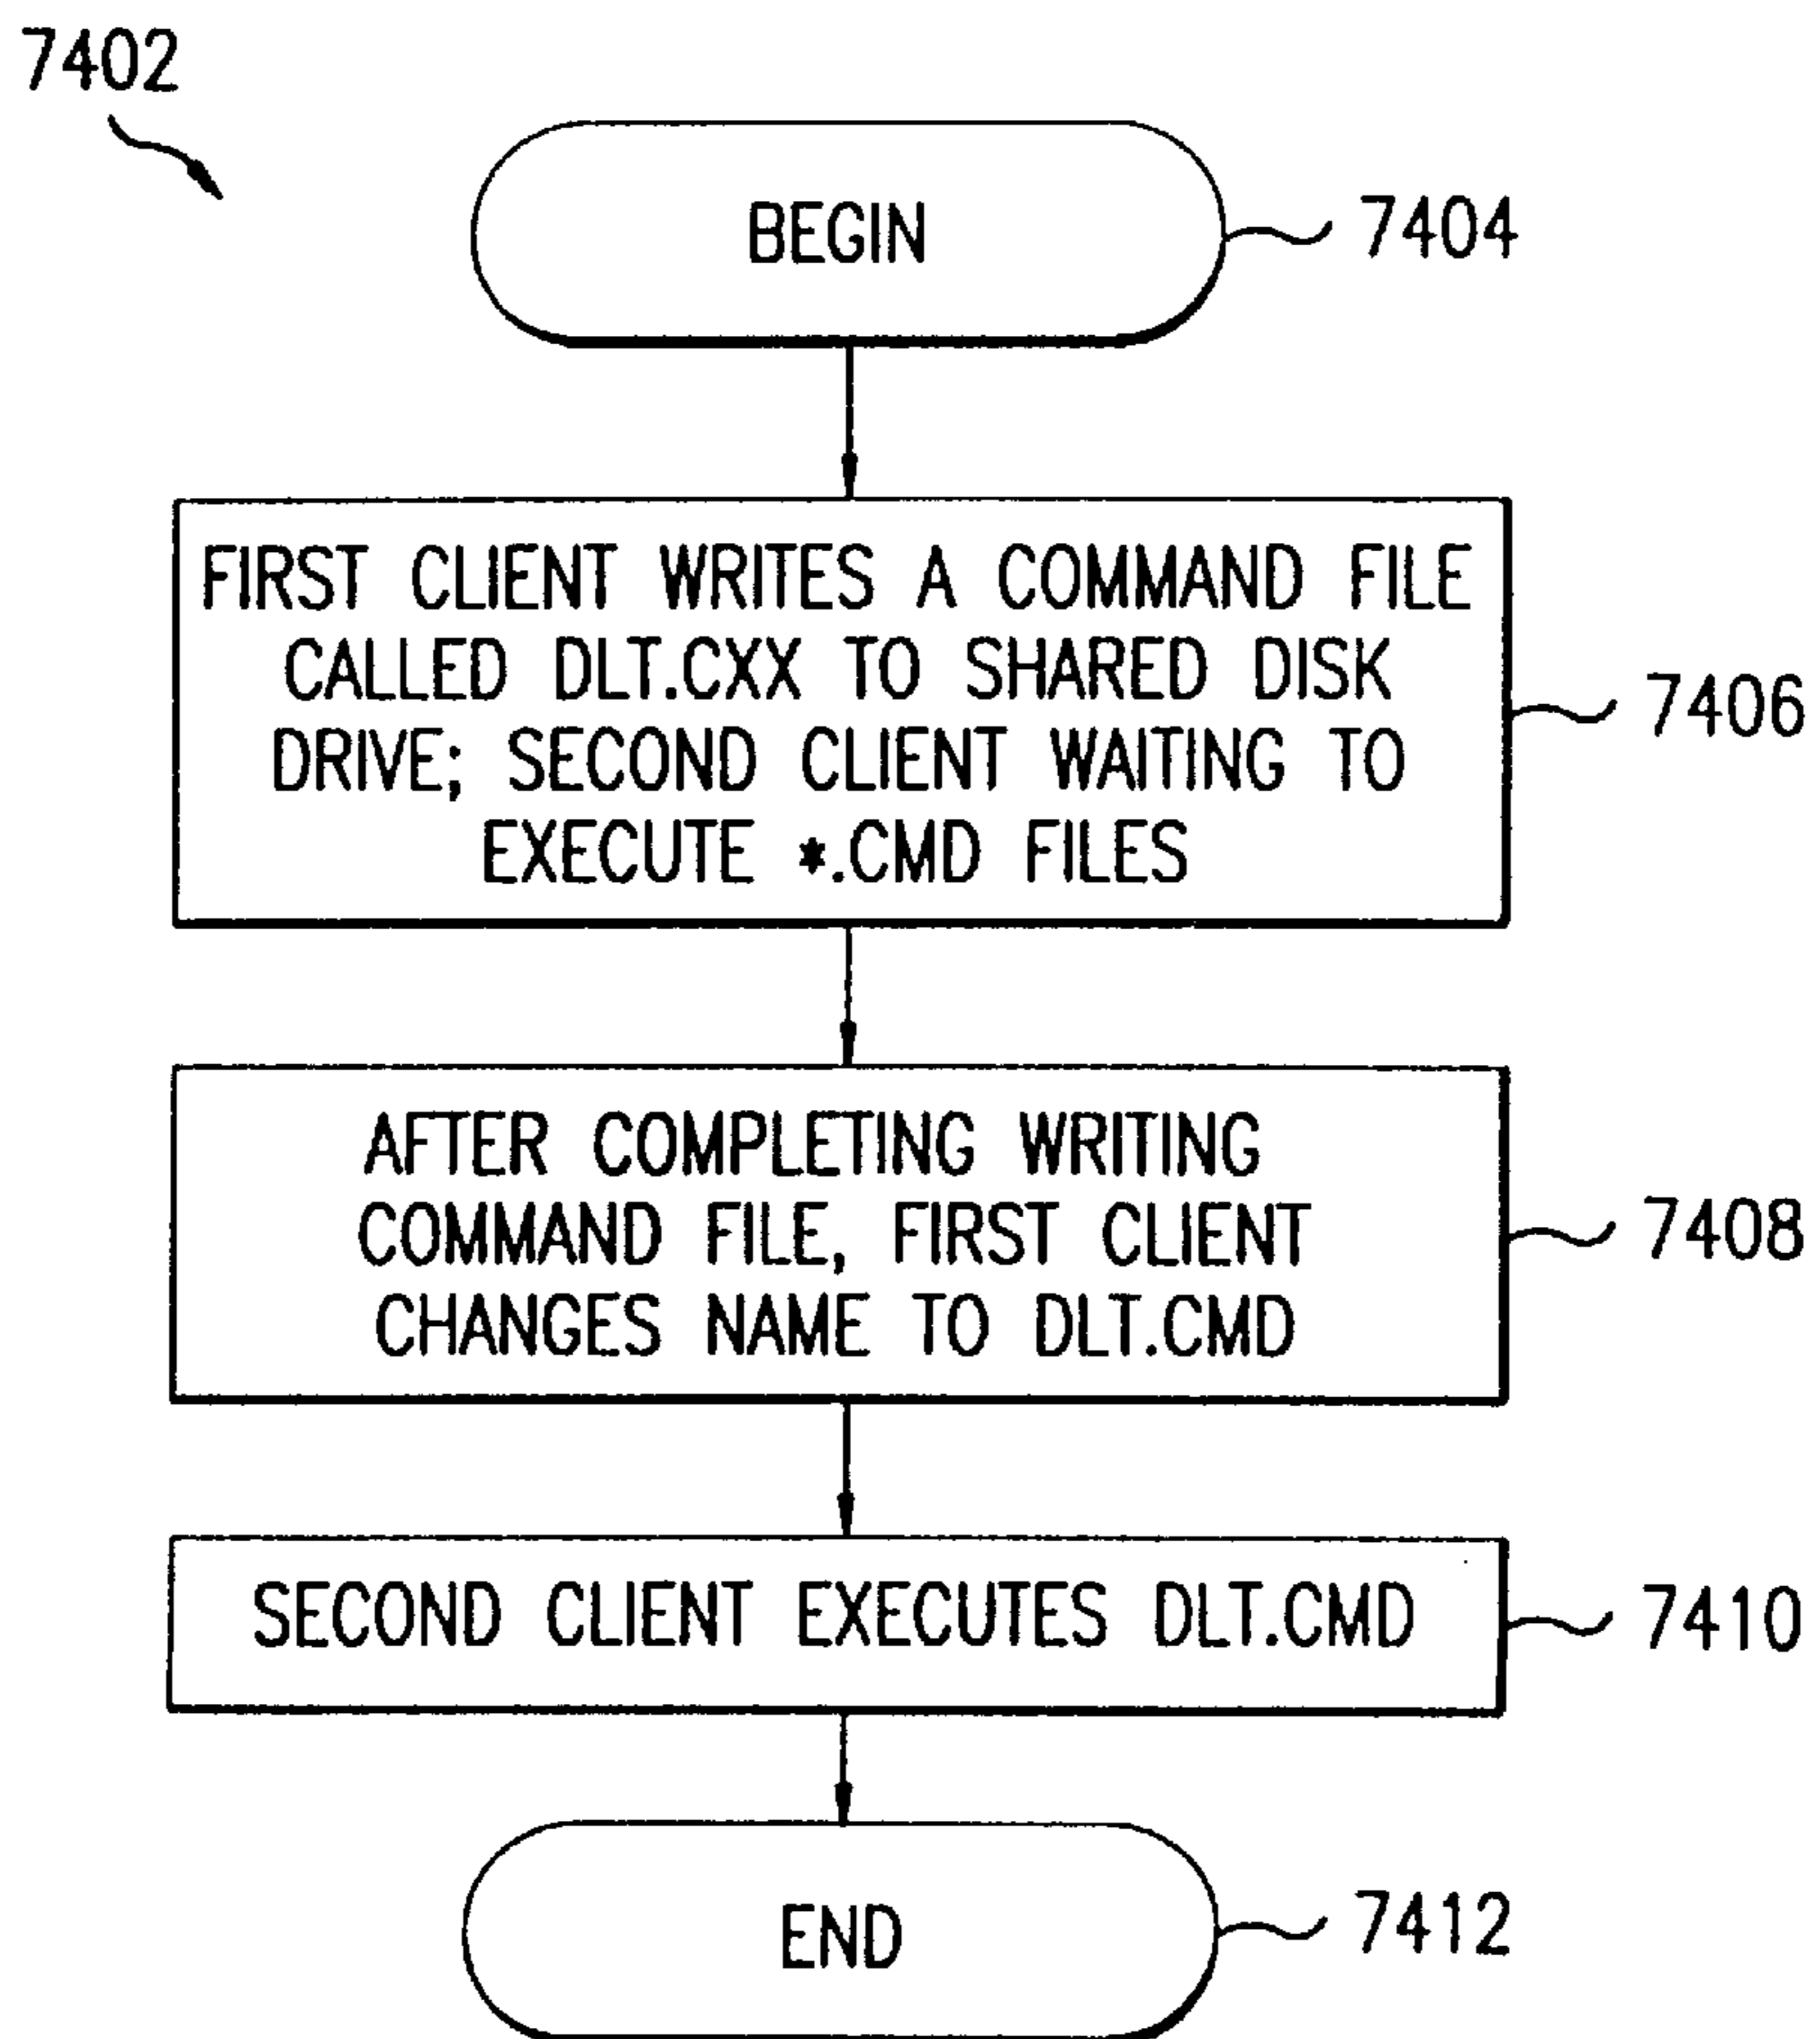 7402
BEGIN
7404
FIRST CLIENT WRITES A COMMAND FILE
CALLED DLT.CXX TO SHARED DISK
DRIVE; SECOND CLIENT WAITING TO
EXECUTE *.CMD FILES
7406
AFTER COMPLETING WRITING
COMMAND FILE, FIRST CLIENT
CHANGES NAME TO DLT.CMD
7408
SECOND CLIENT EXECUTES DLT.CMD
7410
END
7412